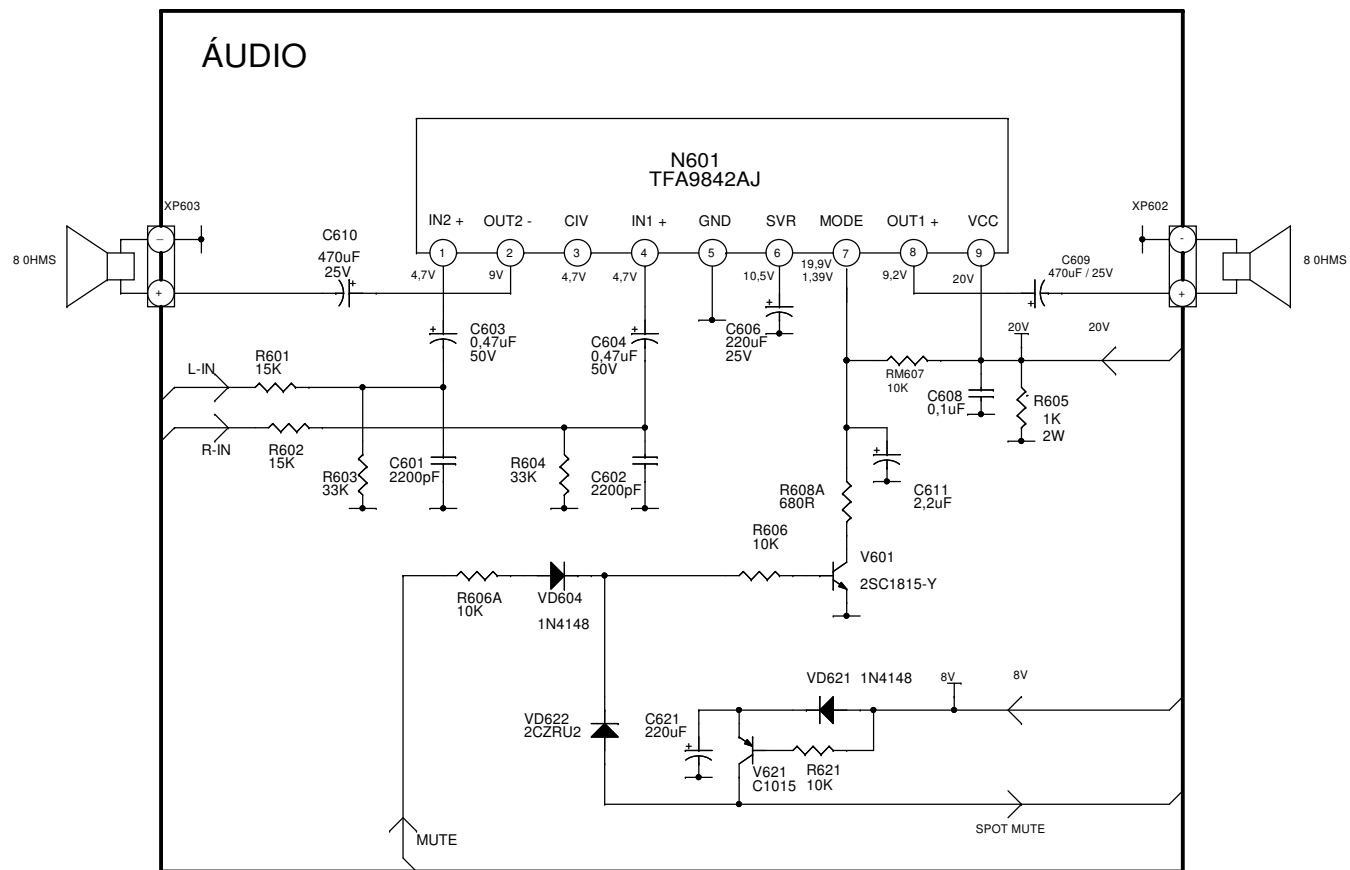 ÁUDIO
N601
TFA9842AJ
IN2 +
OUT2 -
CIV
IN1 +
GND
SVR
MODE
OUT1 +
VCC
1
2
3
4
5
6
7
8
9
4,7V
9V
4,7V
4,7V
10,5V
19,9V
1,39V
9,2V
20V
XP603
8 0HMS
−
+
C610
470uF
25V
+
XP602
8 0HMS
-
+
C609
470uF / 25V
+
+
C603
0,47uF
50V
+
C604
0,47uF
50V
+
C606
220uF
25V
20V
20V
L-IN
R601
15K
R-IN
R602
15K
R603
33K
C601
2200pF
R604
33K
C602
2200pF
RM607
10K
C608
0,1uF
R605
1K
2W
R608A
680R
+
C611
2,2uF
R606
10K
V601
2SC1815-Y
R606A
10K
VD604
1N4148
VD621 1N4148
8V
8V
VD622
2CZRU2
C621
220uF
+
V621
C1015
R621
10K
MUTE
SPOT MUTE